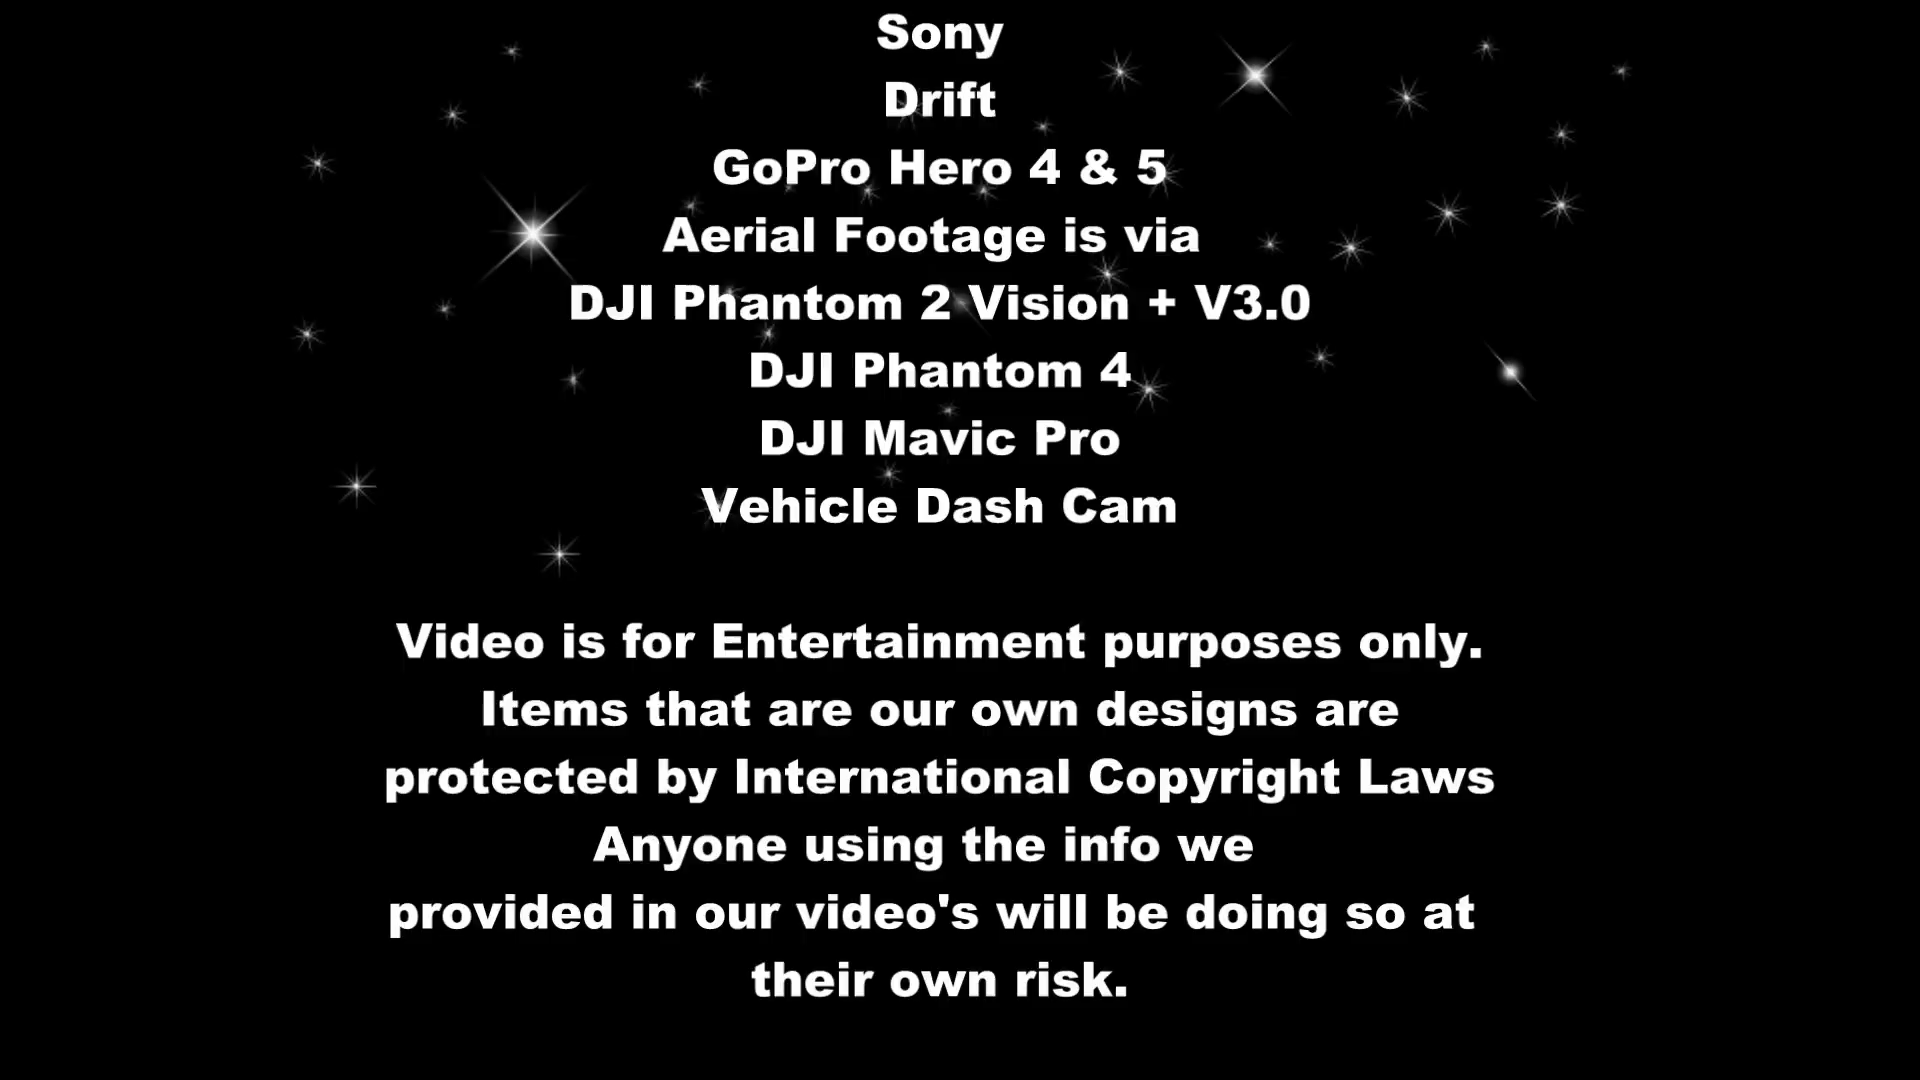 Sony
Drift
GoPro Hero 4 & 5
Aerial Footage is via
DJI Phantom 2 Vision + V3.0
DJI Phantom 4
DJI Mavic Pro
Vehicle Dash Cam
Video is for Entertainment purposes only.
Items that are our own designs are
protected by International Copyright Laws
Anyone using the info we
provided in our video's will be doing so at
their own risk.